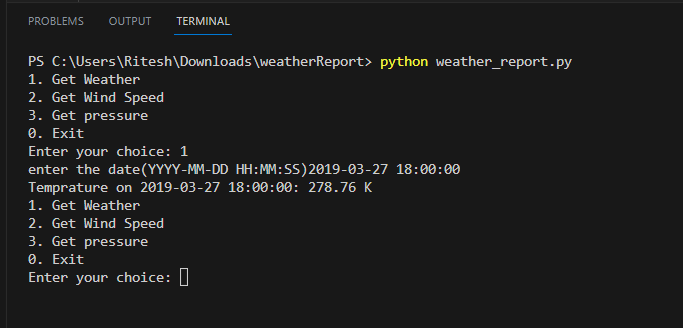 PROBLEMS OUTPUT TERMINAL
PS C:\Users\Ritesh\Downloads\weatherReport> python weather_report.py
1. Get Weather
2. Get Wind Speed
3. Get pressure
0. Exit
Enter your choice: 1
enter the date(YYYY-MM-DD HH:MM:SS)2019-03-27 18:00:00
Temprature on 2019-03-27 18:00:00: 278.76 K
1. Get Weather
2. Get Wind Speed
3. Get pressure
0. Exit
Enter your choice: